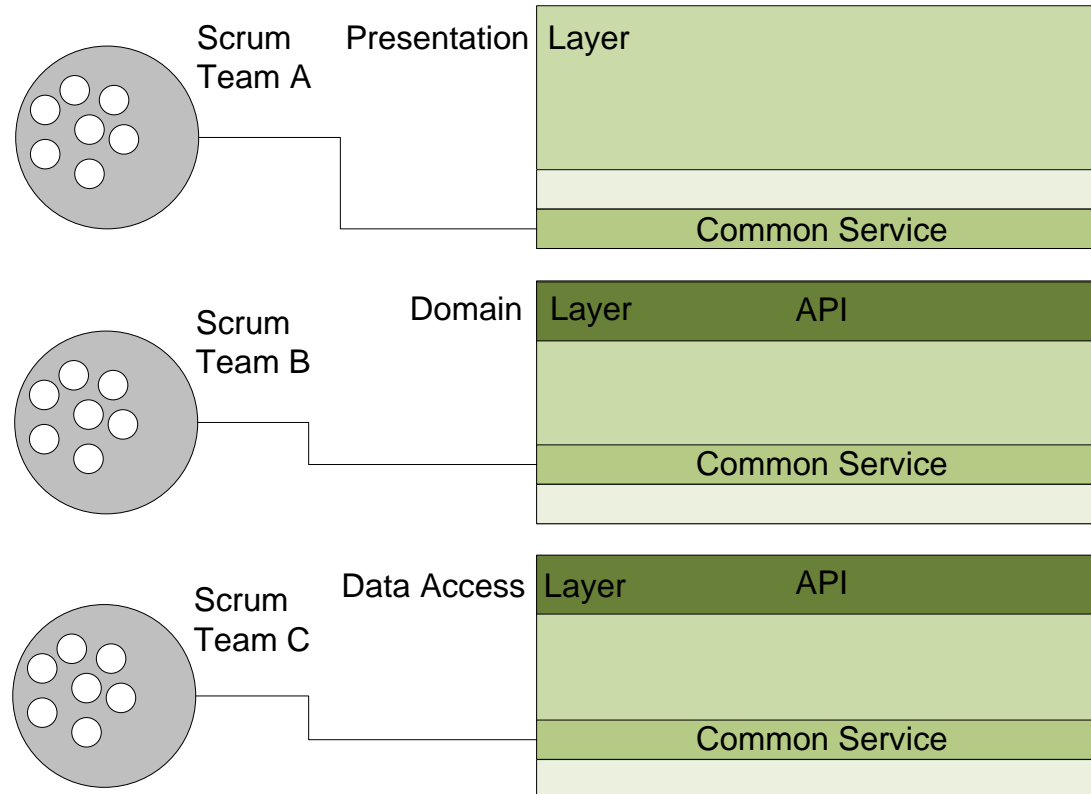 Scrum
Team A
Presentation Layer
Common Service
Scrum
Team B
Domain Layer API
Common Service
Scrum
Team C
Data Access Layer API
Common Service